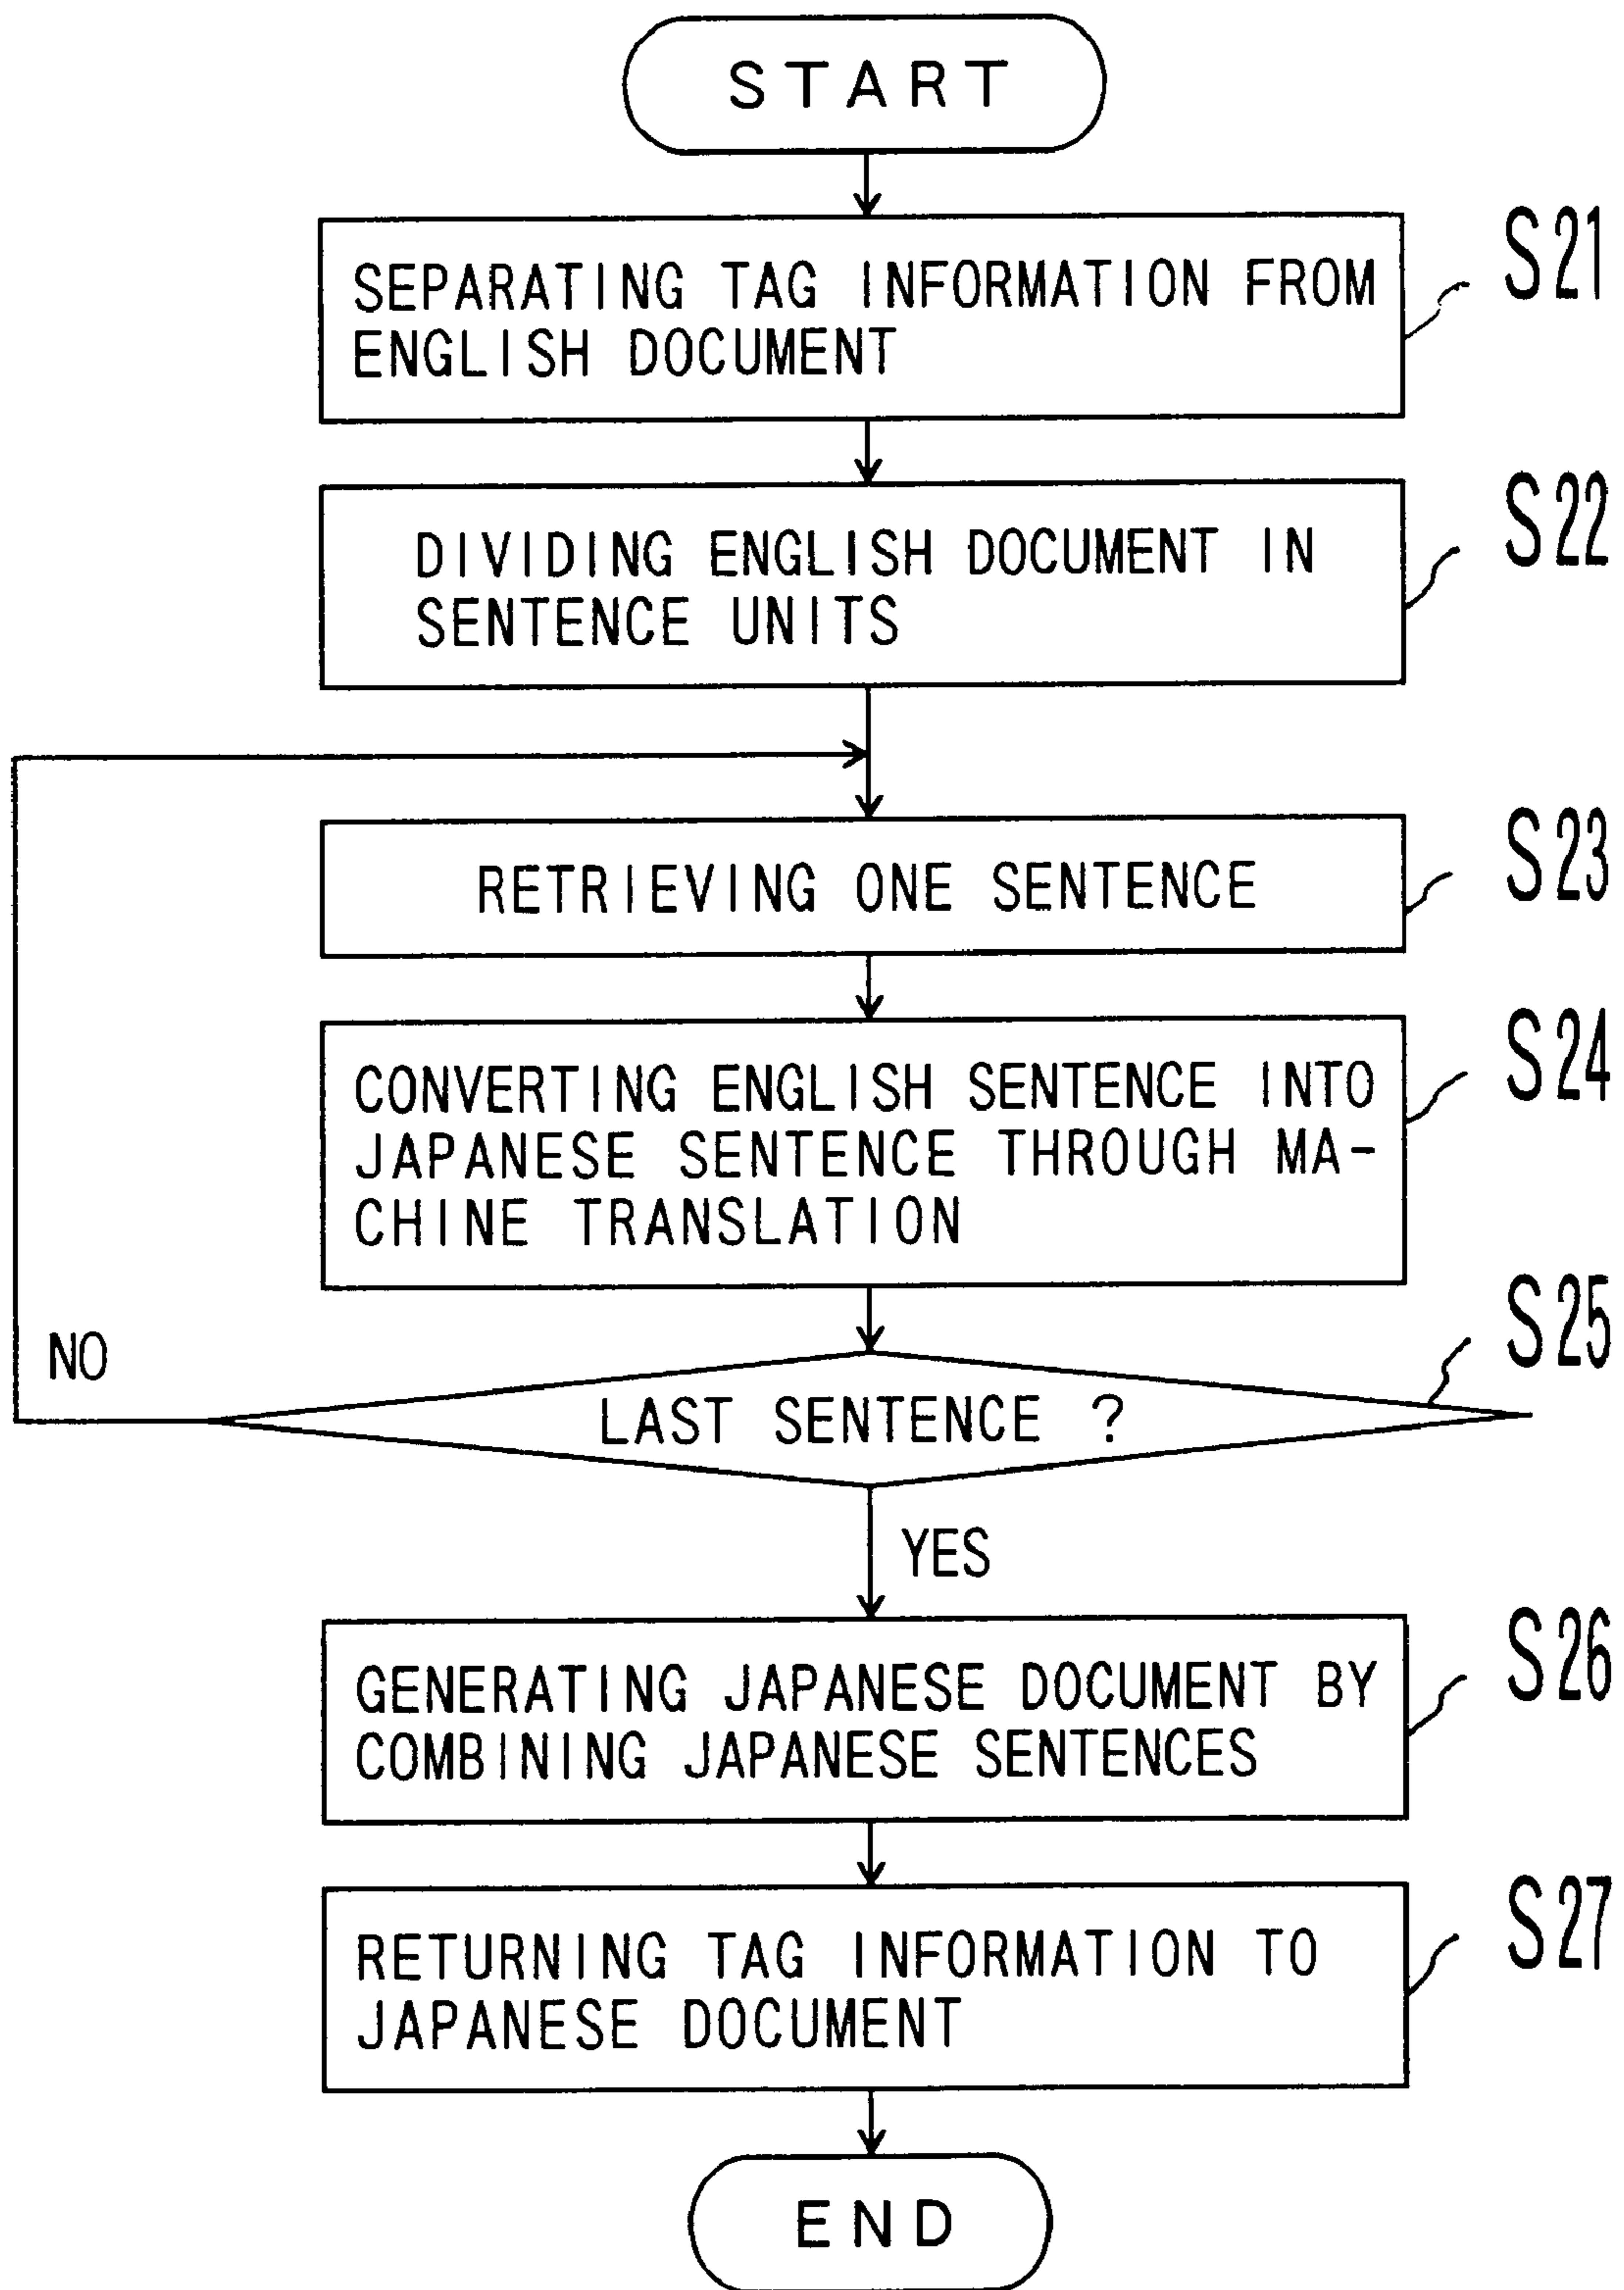 START
SEPARATING TAG INFORMATION FROM
ENGLISH DOCUMENT
S21
DIVIDING ENGLISH DOCUMENT IN
SENTENCE UNITS
S22
RETRIEVING ONE SENTENCE
S23
CONVERTING ENGLISH SENTENCE INTO
JAPANESE SENTENCE THROUGH MA-
CHINE TRANSLATION
S24
LAST SENTENCE ?
S25
NO
YES
GENERATING JAPANESE DOCUMENT BY
COMBINING JAPANESE SENTENCES
S26
RETURNING TAG INFORMATION TO
JAPANESE DOCUMENT
S27
END